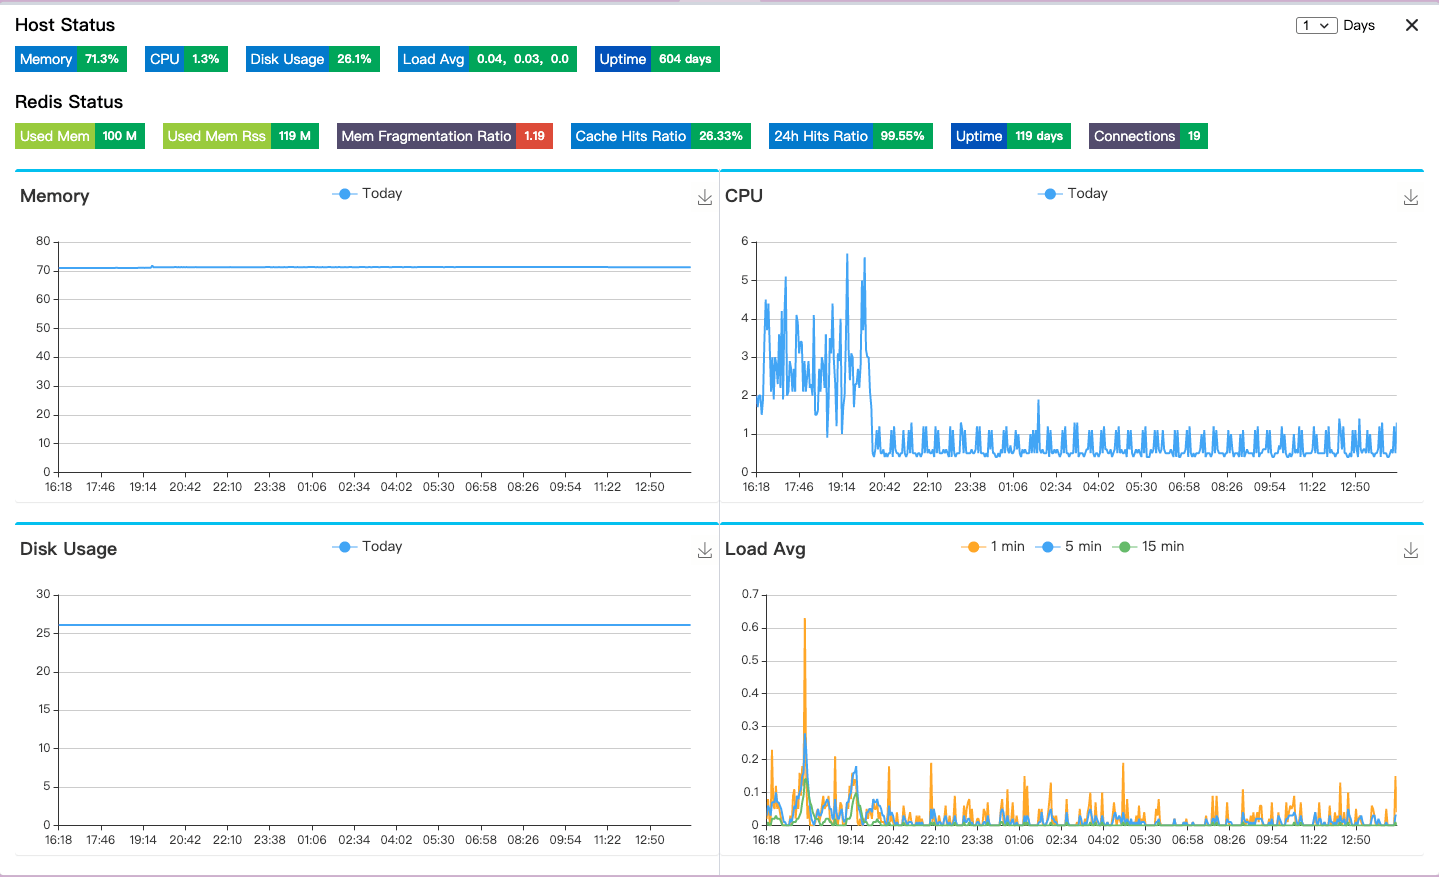 Host Status 1 Days
Memory 71.3% CPU 1.3% Disk Usage 26.1% Load Avg 0.04, 0.03, 0.0 Uptime 604 days
Redis Status
Used Mem 100 M Used Mem Rss 119 M Mem Fragmentation Ratio 1.19 Cache Hits Ratio 26.33% 24h Hits Ratio 99.55% Uptime 119 days Connections 19
Memory Today
80
70
60
50
40
30
20
10
0
16:18 17:46 19:14 20:42 22:10 23:38 01:06 02:34 04:02 05:30 06:58 08:26 09:54 11:22 12:50
CPU Today
6
5
4
3
2
1
0
16:18 17:46 19:14 20:42 22:10 23:38 01:06 02:34 04:02 05:30 06:58 08:26 09:54 11:22 12:50
Disk Usage Today
30
25
20
15
10
5
0
16:18 17:46 19:14 20:42 22:10 23:38 01:06 02:34 04:02 05:30 06:58 08:26 09:54 11:22 12:50
Load Avg 1 min 5 min 15 min
0.7
0.6
0.5
0.4
0.3
0.2
0.1
0
16:18 17:46 19:14 20:42 22:10 23:38 01:06 02:34 04:02 05:30 06:58 08:26 09:54 11:22 12:50